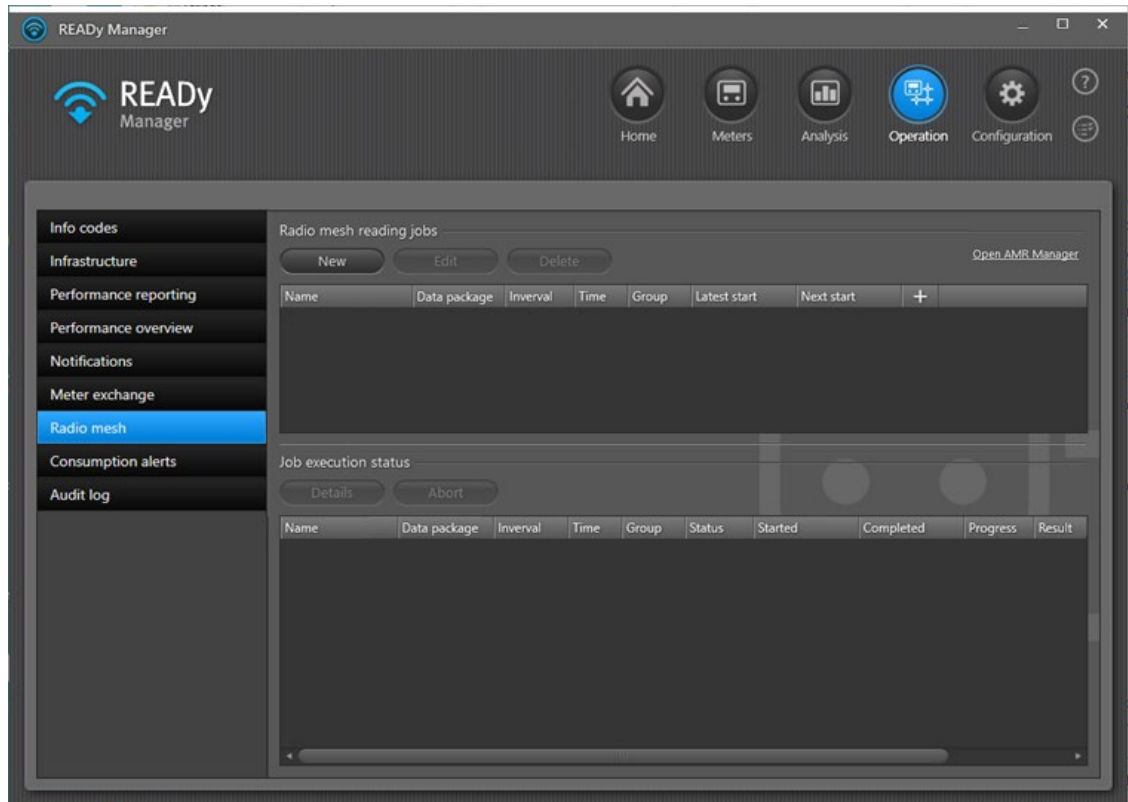 READy Manager
READy
Manager
Home Meters Analysis Operation Configuration
?
Info codes
Infrastructure
Performance reporting
Performance overview
Notifications
Meter exchange
Radio mesh
Consumption alerts
Audit log
Radio mesh reading jobs
New Edit Delete Open AMR Manager
Name Data package Inverval Time Group Latest start Next start +
Job execution status
Details Abort
Name Data package Inverval Time Group Status Started Completed Progress Result